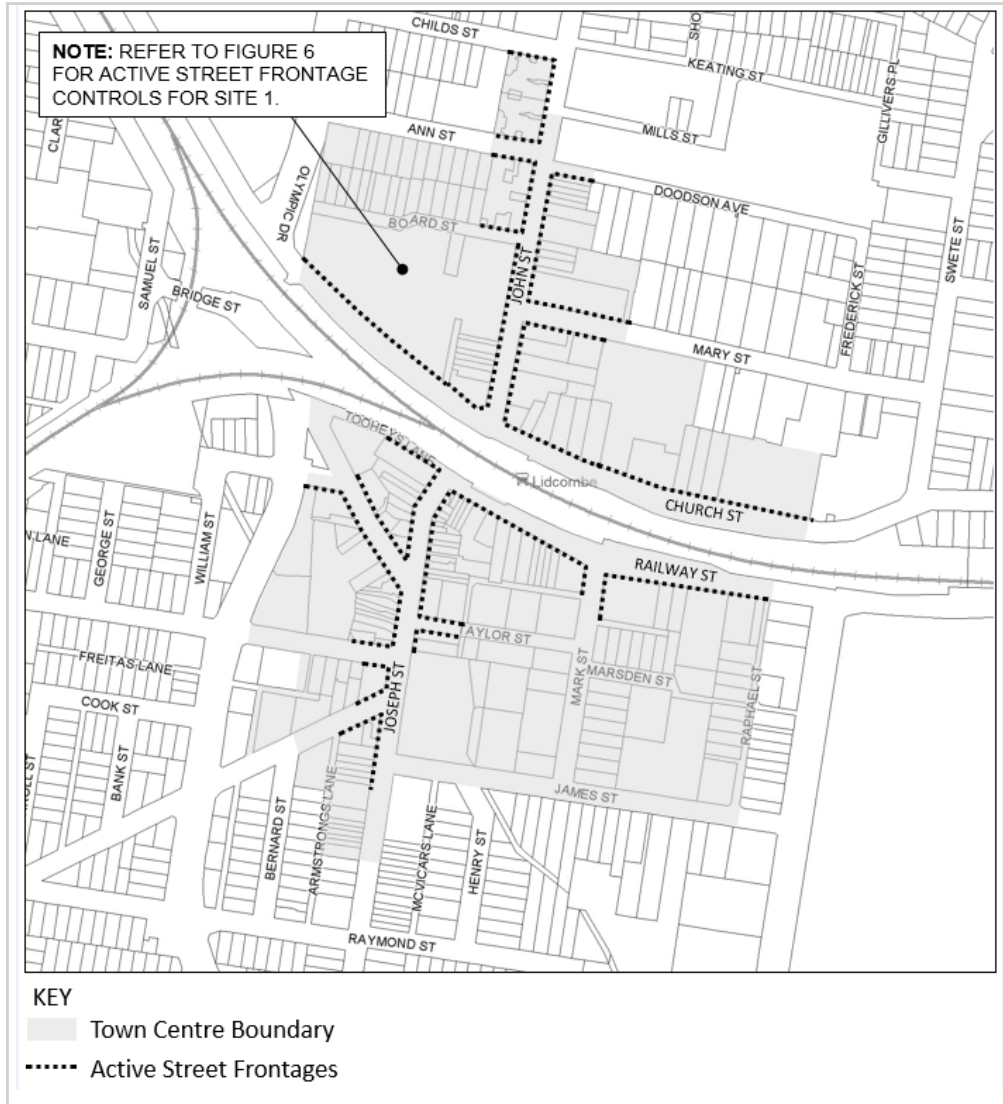 NOTE: REFER TO FIGURE 6
FOR ACTIVE STREET FRONTAGE
CONTROLS FOR SITE 1.
CHILDS ST
KEATING ST
GILLIVERS PL
ANN ST
MILLS ST
OLYMPIC DR
BOARD ST
DOODSON AVE
SAMUEL ST
BRIDGE ST
JOHN ST
SWETE ST
FREDERICK ST
MARY ST
TOOHEYS LANE
Lidcombe
CHURCH ST
GEORGE ST
WILLIAM ST
RAILWAY ST
AYLOR ST
FREITAS LANE
MARK ST
MARSDEN ST
JOSEPH ST
RAPHAEL ST
COOK ST
BANK ST
JAMES ST
BERNARD ST
ARMSTRONGS LANE
MCVICARS LANE
HENRY ST
RAYMOND ST
KEY
Town Centre Boundary
Active Street Frontages